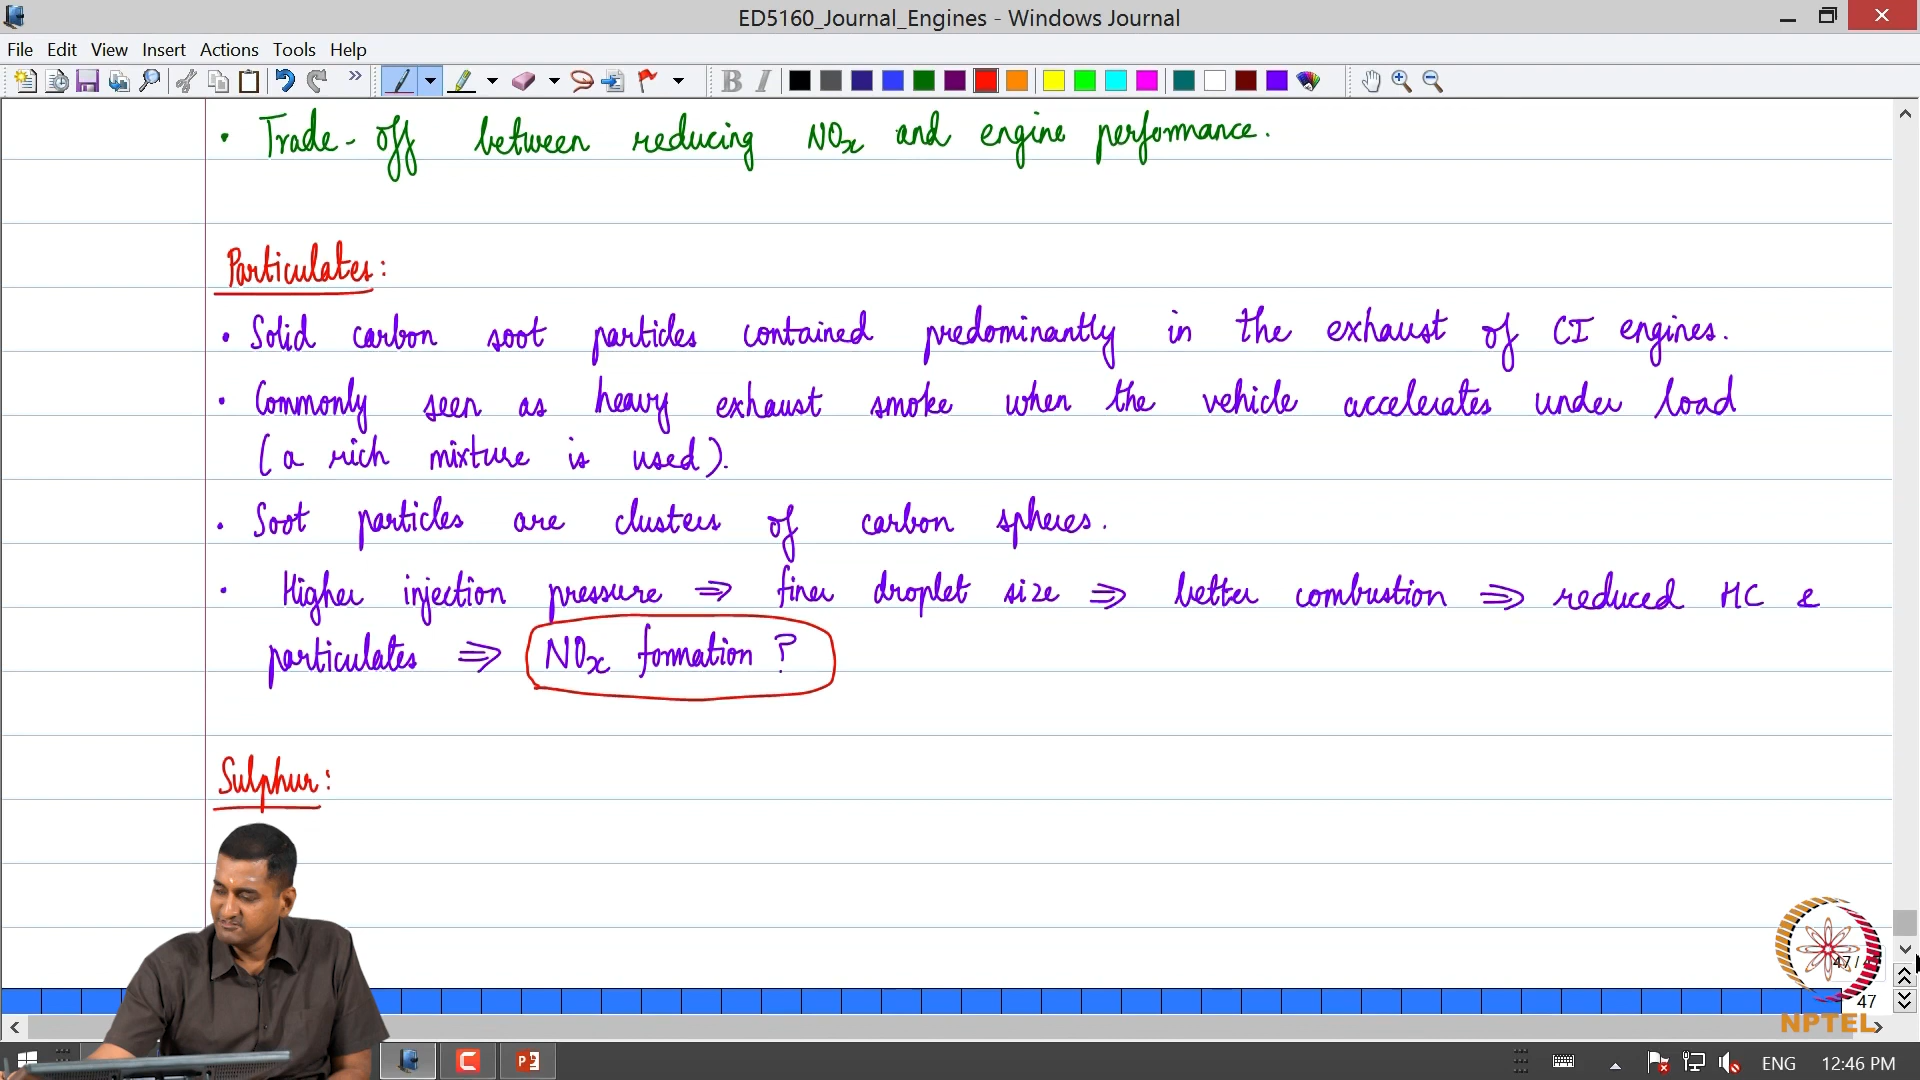 ED5160_Journal_Engines - Windows Journal
File Edit View Insert Actions Tools Help
B I
• Trade-off between reducing NOx and engine performance.
Particulates:
• Solid carbon soot particles contained predominantly in the exhaust of CI engines.
• Commonly seen as heavy exhaust smoke when the vehicle accelerates under load
(a rich mixture is used).
• Soot particles are clusters of carbon spheres.
• Higher injection pressure ⇒ finer droplet size ⇒ better combustion ⇒ reduced HC &
particulates ⇒ NOx formation ?
Sulphur:
47
NPTEL
ENG 12:46 PM